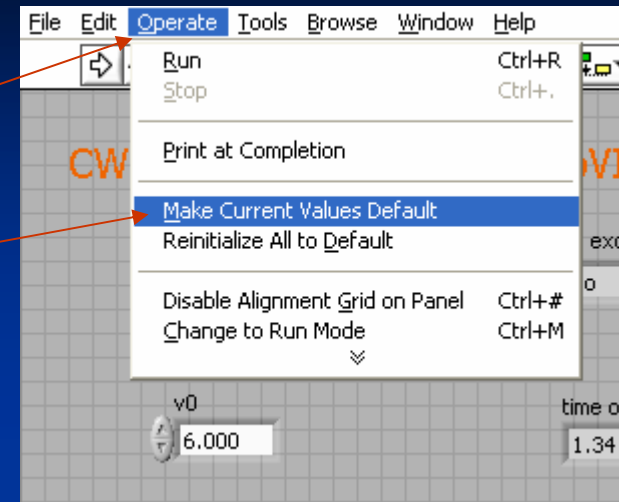 File Edit Operate Tools Browse Window Help
Run Ctrl+R
Stop Ctrl+.
Print at Completion
CW VI
Make Current Values Default
Reinitialize All to Default
Disable Alignment Grid on Panel Ctrl+#
Change to Run Mode Ctrl+M
v0 time
6.000 1.34